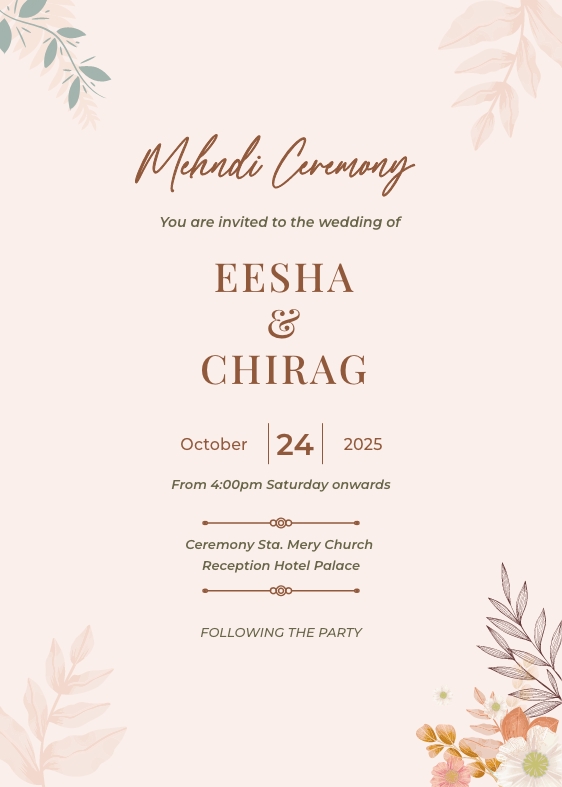 Mehndi Ceremony
You are invited to the wedding of
EESHA
&
CHIRAG
October 24 2025
From 4:00pm Saturday onwards
Ceremony Sta. Mery Church
Reception Hotel Palace
FOLLOWING THE PARTY